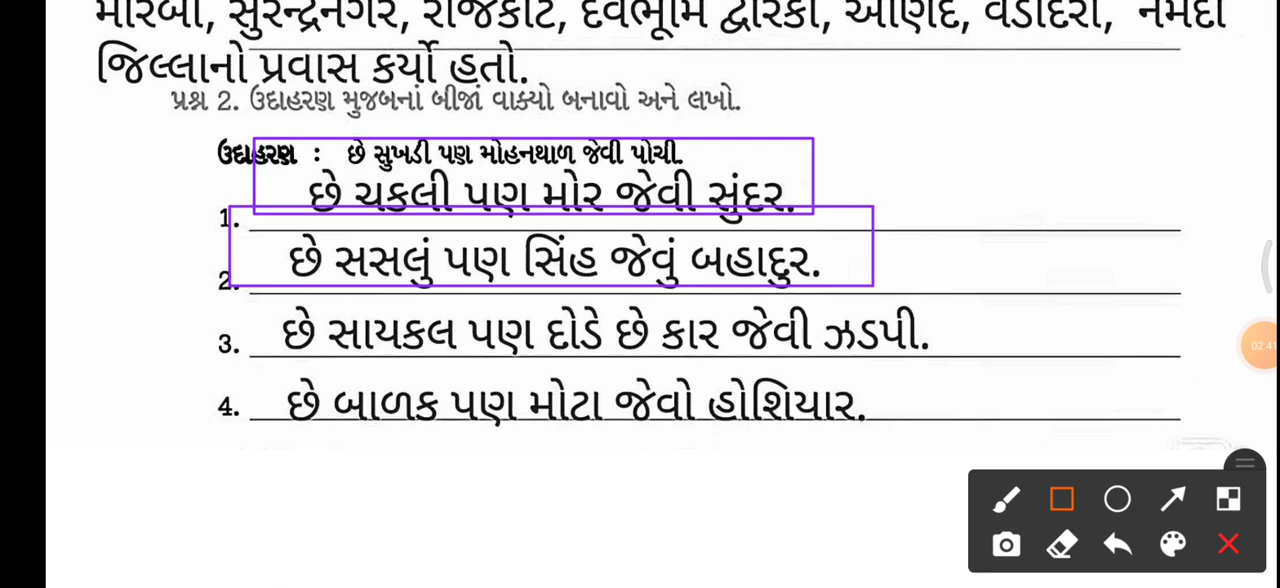 મોરબી, સુરેન્દ્રનગર, રાજકોટ, દેવભૂમિ દ્વારકા, આણંદ, વડોદરા, નર્મદા
જિલ્લાનો પ્રવાસ કર્યો હતો.
પ્રશ્ન 2. ઉદાહરણ મુજબનાં બીજાં વાક્યો બનાવો અને લખો.
ઉદાહરણ : છે સુખડી પણ મોહનથાળ જેવી પોચી.
1. છે ચકલી પણ મોર જેવી સુંદર.
2. છે સસલું પણ સિંહ જેવું બહાદુર.
3. છે સાયકલ પણ દોડે છે કાર જેવી ઝડપી.
4. છે બાળક પણ મોટા જેવો હોશિયાર.